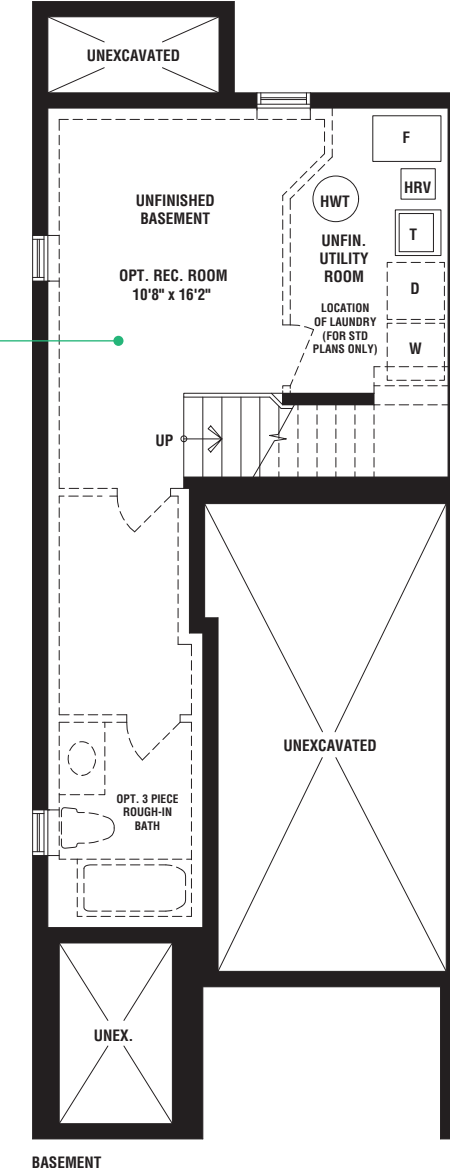 UNEXCAVATED
F
UNFINISHED
BASEMENT
HRV
HWT
T
UNFIN.
UTILITY
ROOM
OPT. REC. ROOM
10'8" x 16'2"
D
LOCATION
OF LAUNDRY
(FOR STD
PLANS ONLY)
W
UP
UNEXCAVATED
OPT. 3 PIECE
ROUGH-IN
BATH
UNEX.
BASEMENT